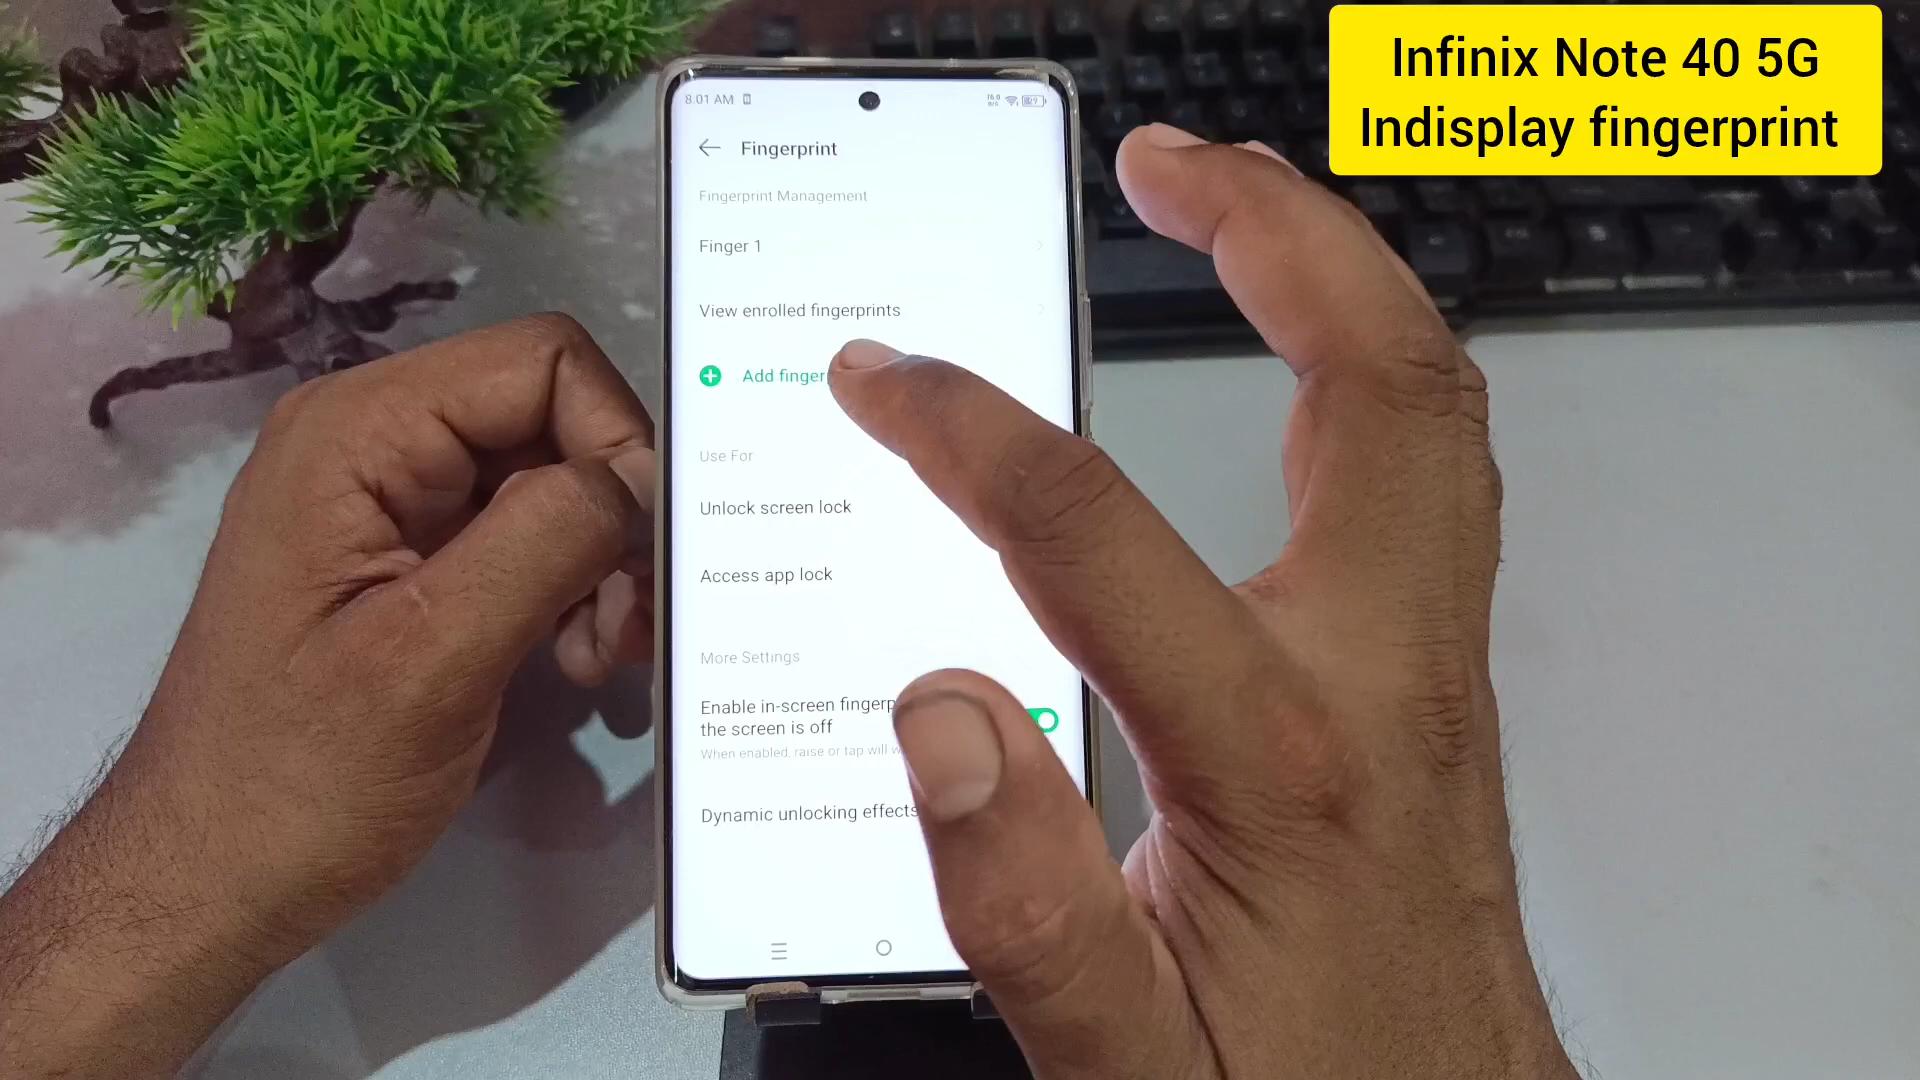 Infinix Note 40 5G
Indisplay fingerprint
8:01 AM
Fingerprint
Fingerprint Management
Finger 1
View enrolled fingerprints
Add finger
Use For
Unlock screen lock
Access app lock
More Settings
Enable in-screen fingerp
the screen is off
When enabled, raise or tap will w
Dynamic unlocking effects